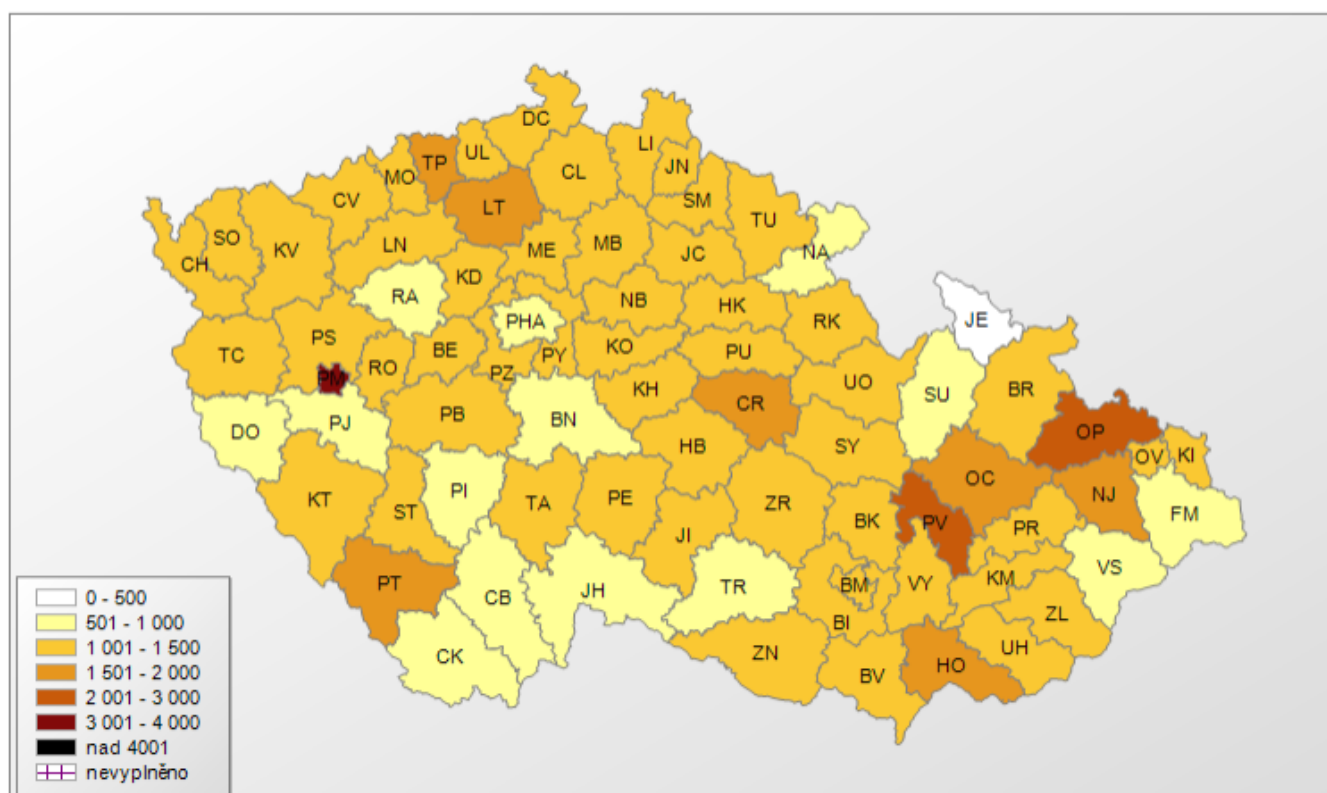 DC
LI
UL
TP
JN
MO
CL
CV
SM
LT
TU
SO
LN
MB
ME
JC
NA
CH
KV
KD
RA
NB
HK
PHA
RK
JE
PS
BE
KO
PU
TC
RO
PY
PM
PZ
UO
KH
BR
SU
CR
PB
BN
DO
PJ
OP
HB
SY
OV
KI
OC
PI
NJ
KT
TA
PE
ZR
ST
BK
PV
FM
PR
JI
VS
PT
KM
TR
BM
VY
JH
CB
ZL
BI
UH
ZN
CK
HO
BV
0 - 500
501 - 1 000
1 001 - 1 500
1 501 - 2 000
2 001 - 3 000
3 001 - 4 000
nad 4001
nevyplněno